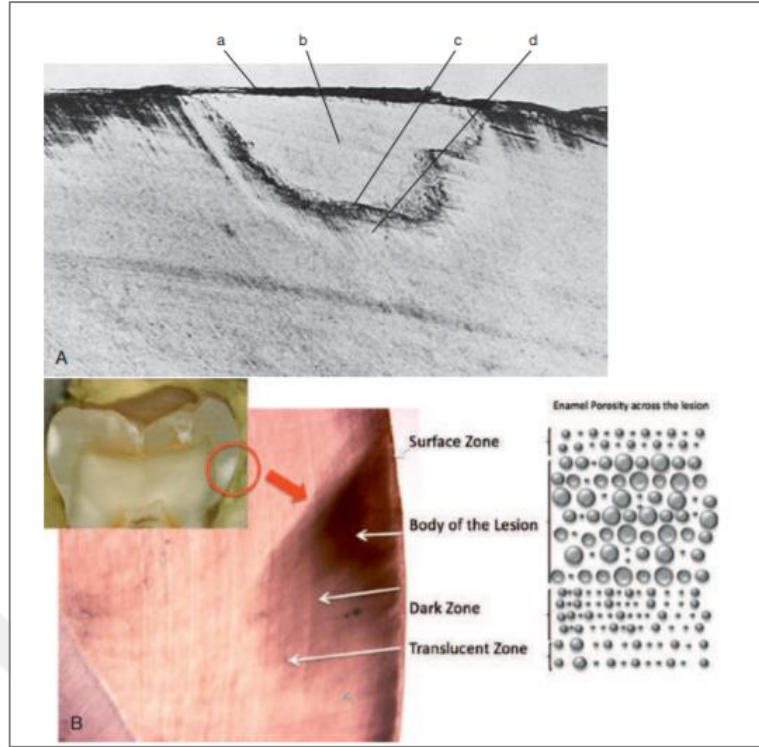 a b c d
A
Enamel Porosity across the lesion
Surface Zone
Body of the Lesion
Dark Zone
Translucent Zone
B